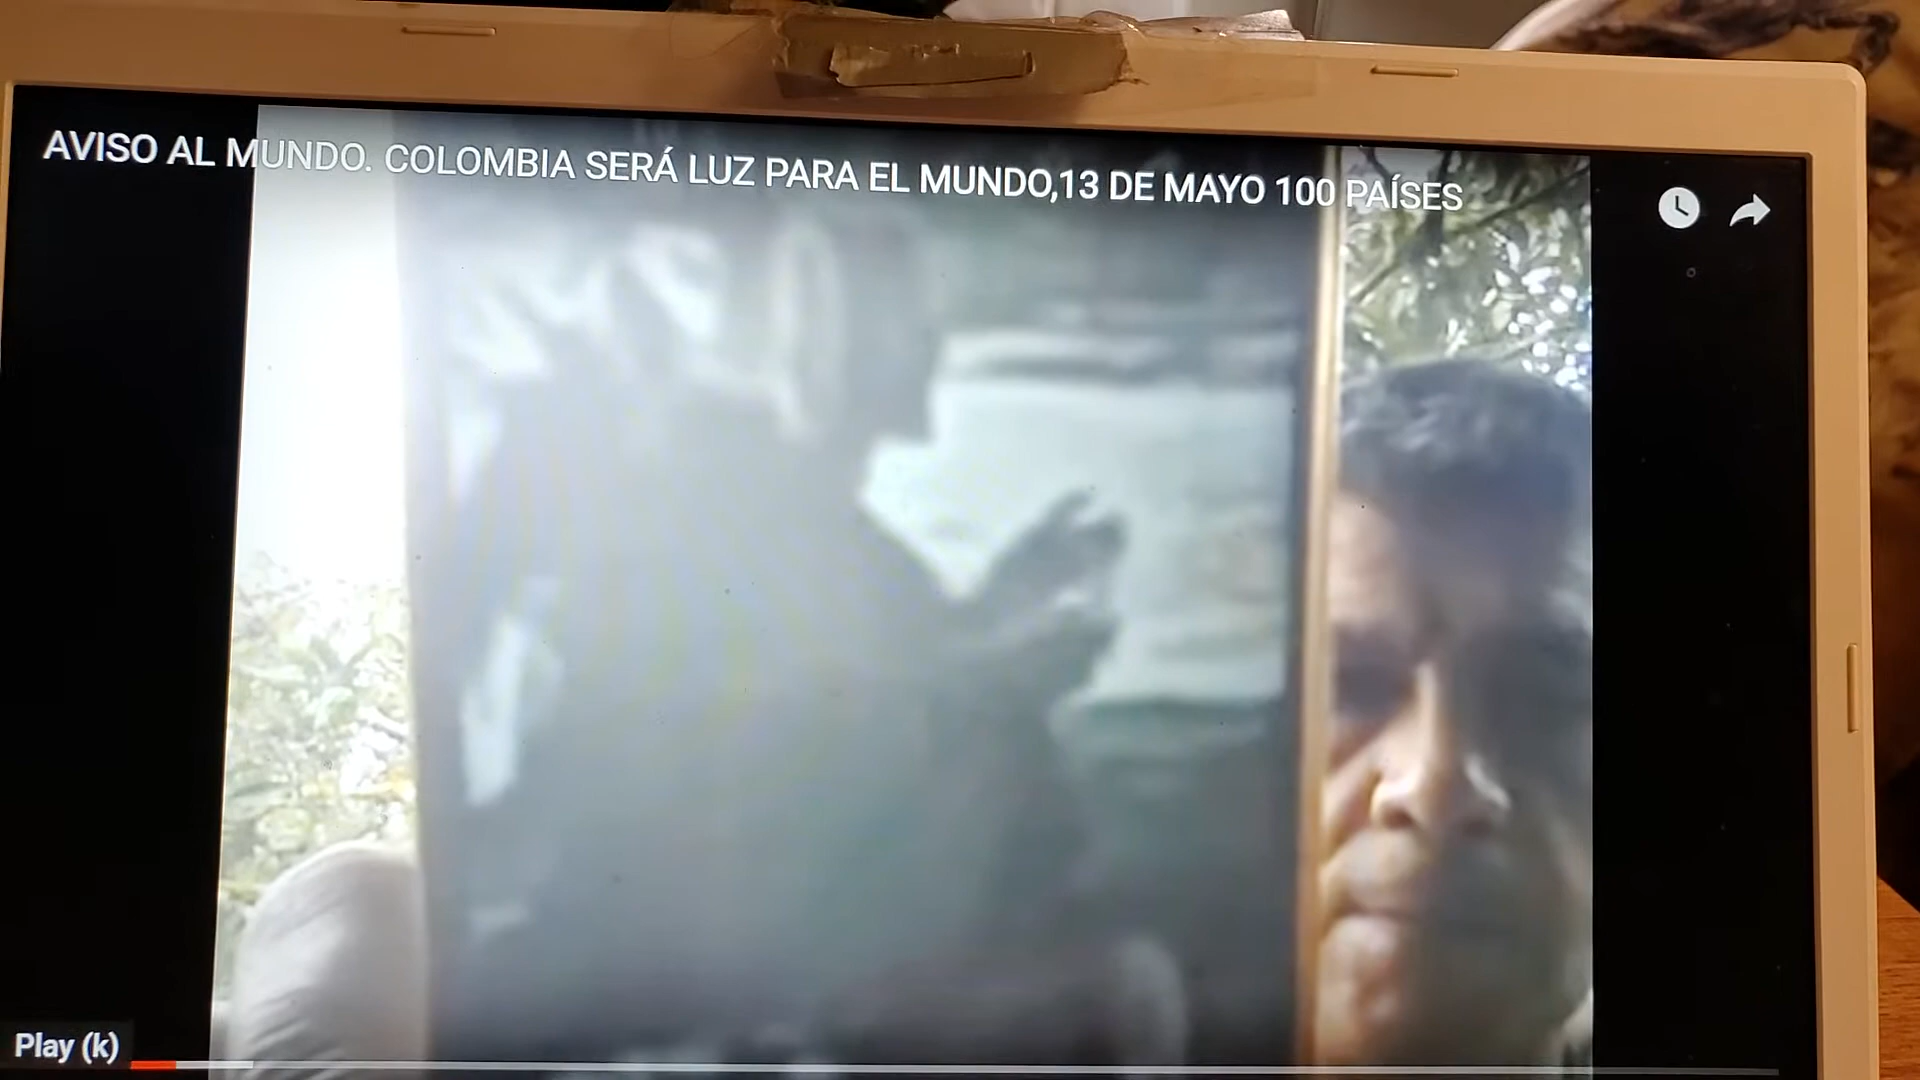 AVISO AL MUNDO. COLOMBIA SERÁ LUZ PARA EL MUNDO,13 DE MAYO 100 PAÍSES
Play (k)